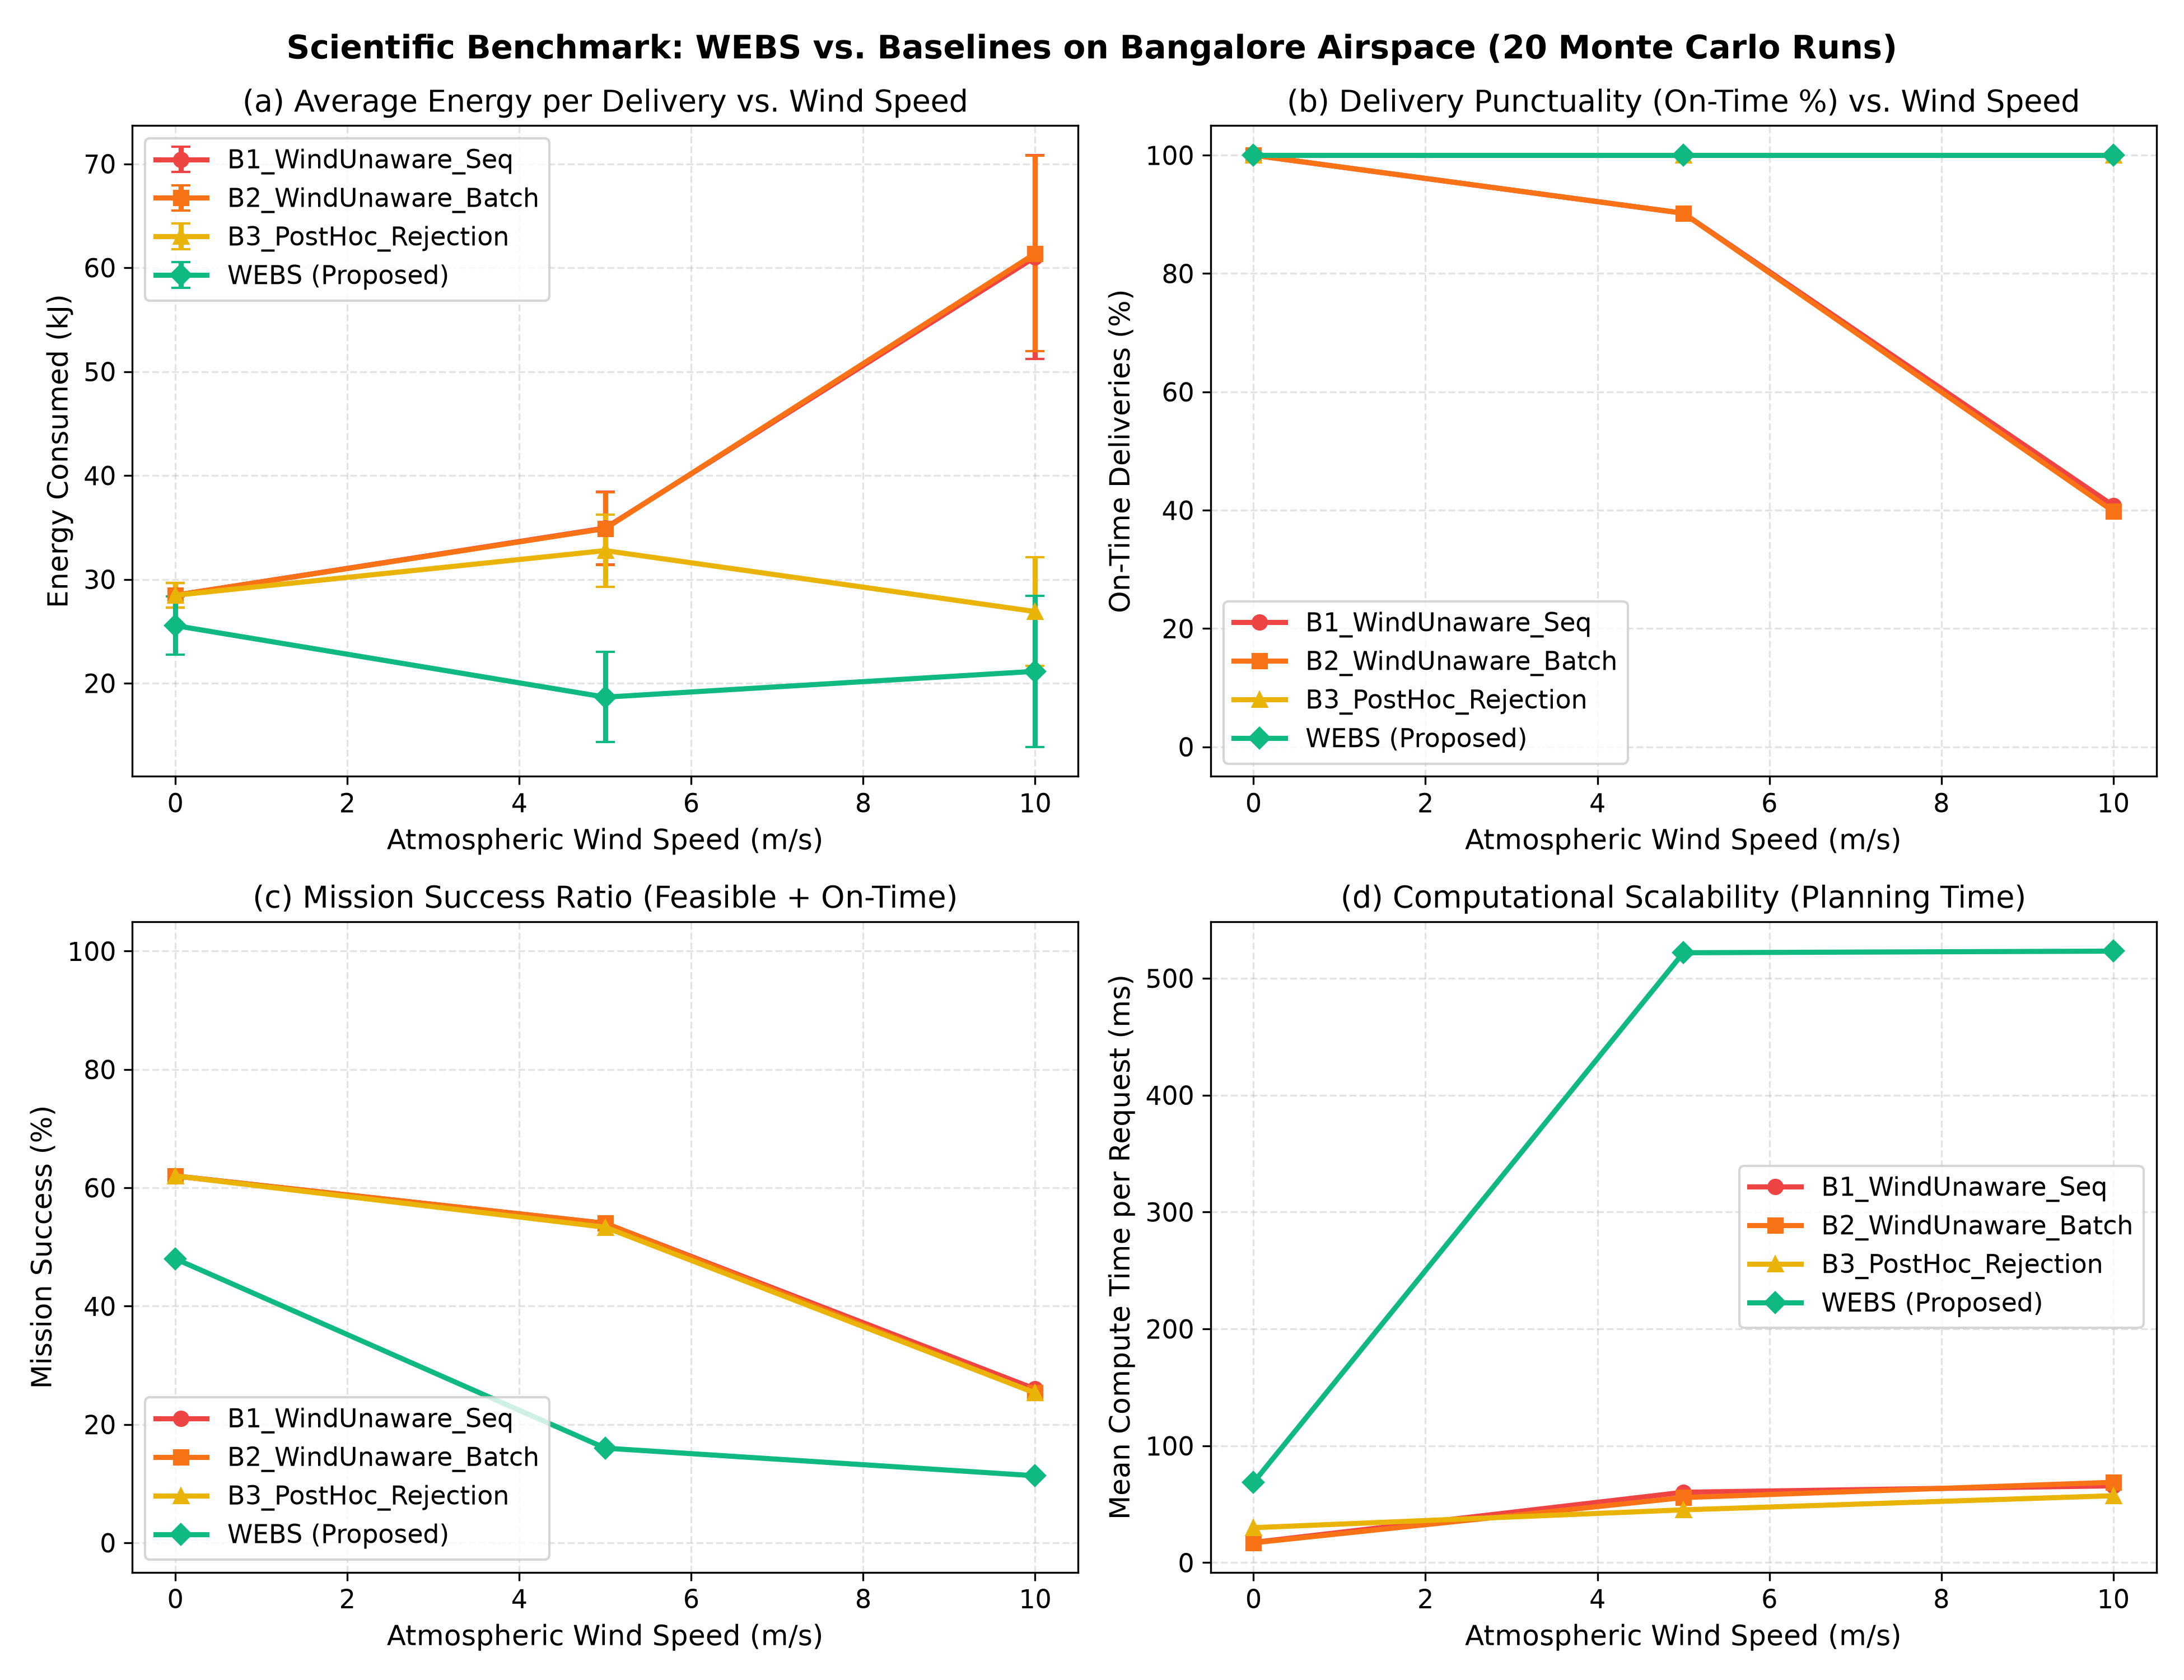 Scientific Benchmark: WEBS vs. Baselines on Bangalore Airspace (20 Monte Carlo Runs)
(a) Average Energy per Delivery vs. Wind Speed
B1_WindUnaware_Seq
B2_WindUnaware_Batch
B3_PostHoc_Rejection
WEBS (Proposed)
70
60
50
40
30
20
Energy Consumed (kJ)
0 2 4 6 8 10
Atmospheric Wind Speed (m/s)
(b) Delivery Punctuality (On-Time %) vs. Wind Speed
100
80
60
40
20
0
On-Time Deliveries (%)
B1_WindUnaware_Seq
B2_WindUnaware_Batch
B3_PostHoc_Rejection
WEBS (Proposed)
0 2 4 6 8 10
Atmospheric Wind Speed (m/s)
(c) Mission Success Ratio (Feasible + On-Time)
100
80
60
40
20
0
Mission Success (%)
B1_WindUnaware_Seq
B2_WindUnaware_Batch
B3_PostHoc_Rejection
WEBS (Proposed)
0 2 4 6 8 10
Atmospheric Wind Speed (m/s)
(d) Computational Scalability (Planning Time)
500
400
300
200
100
0
Mean Compute Time per Request (ms)
B1_WindUnaware_Seq
B2_WindUnaware_Batch
B3_PostHoc_Rejection
WEBS (Proposed)
0 2 4 6 8 10
Atmospheric Wind Speed (m/s)